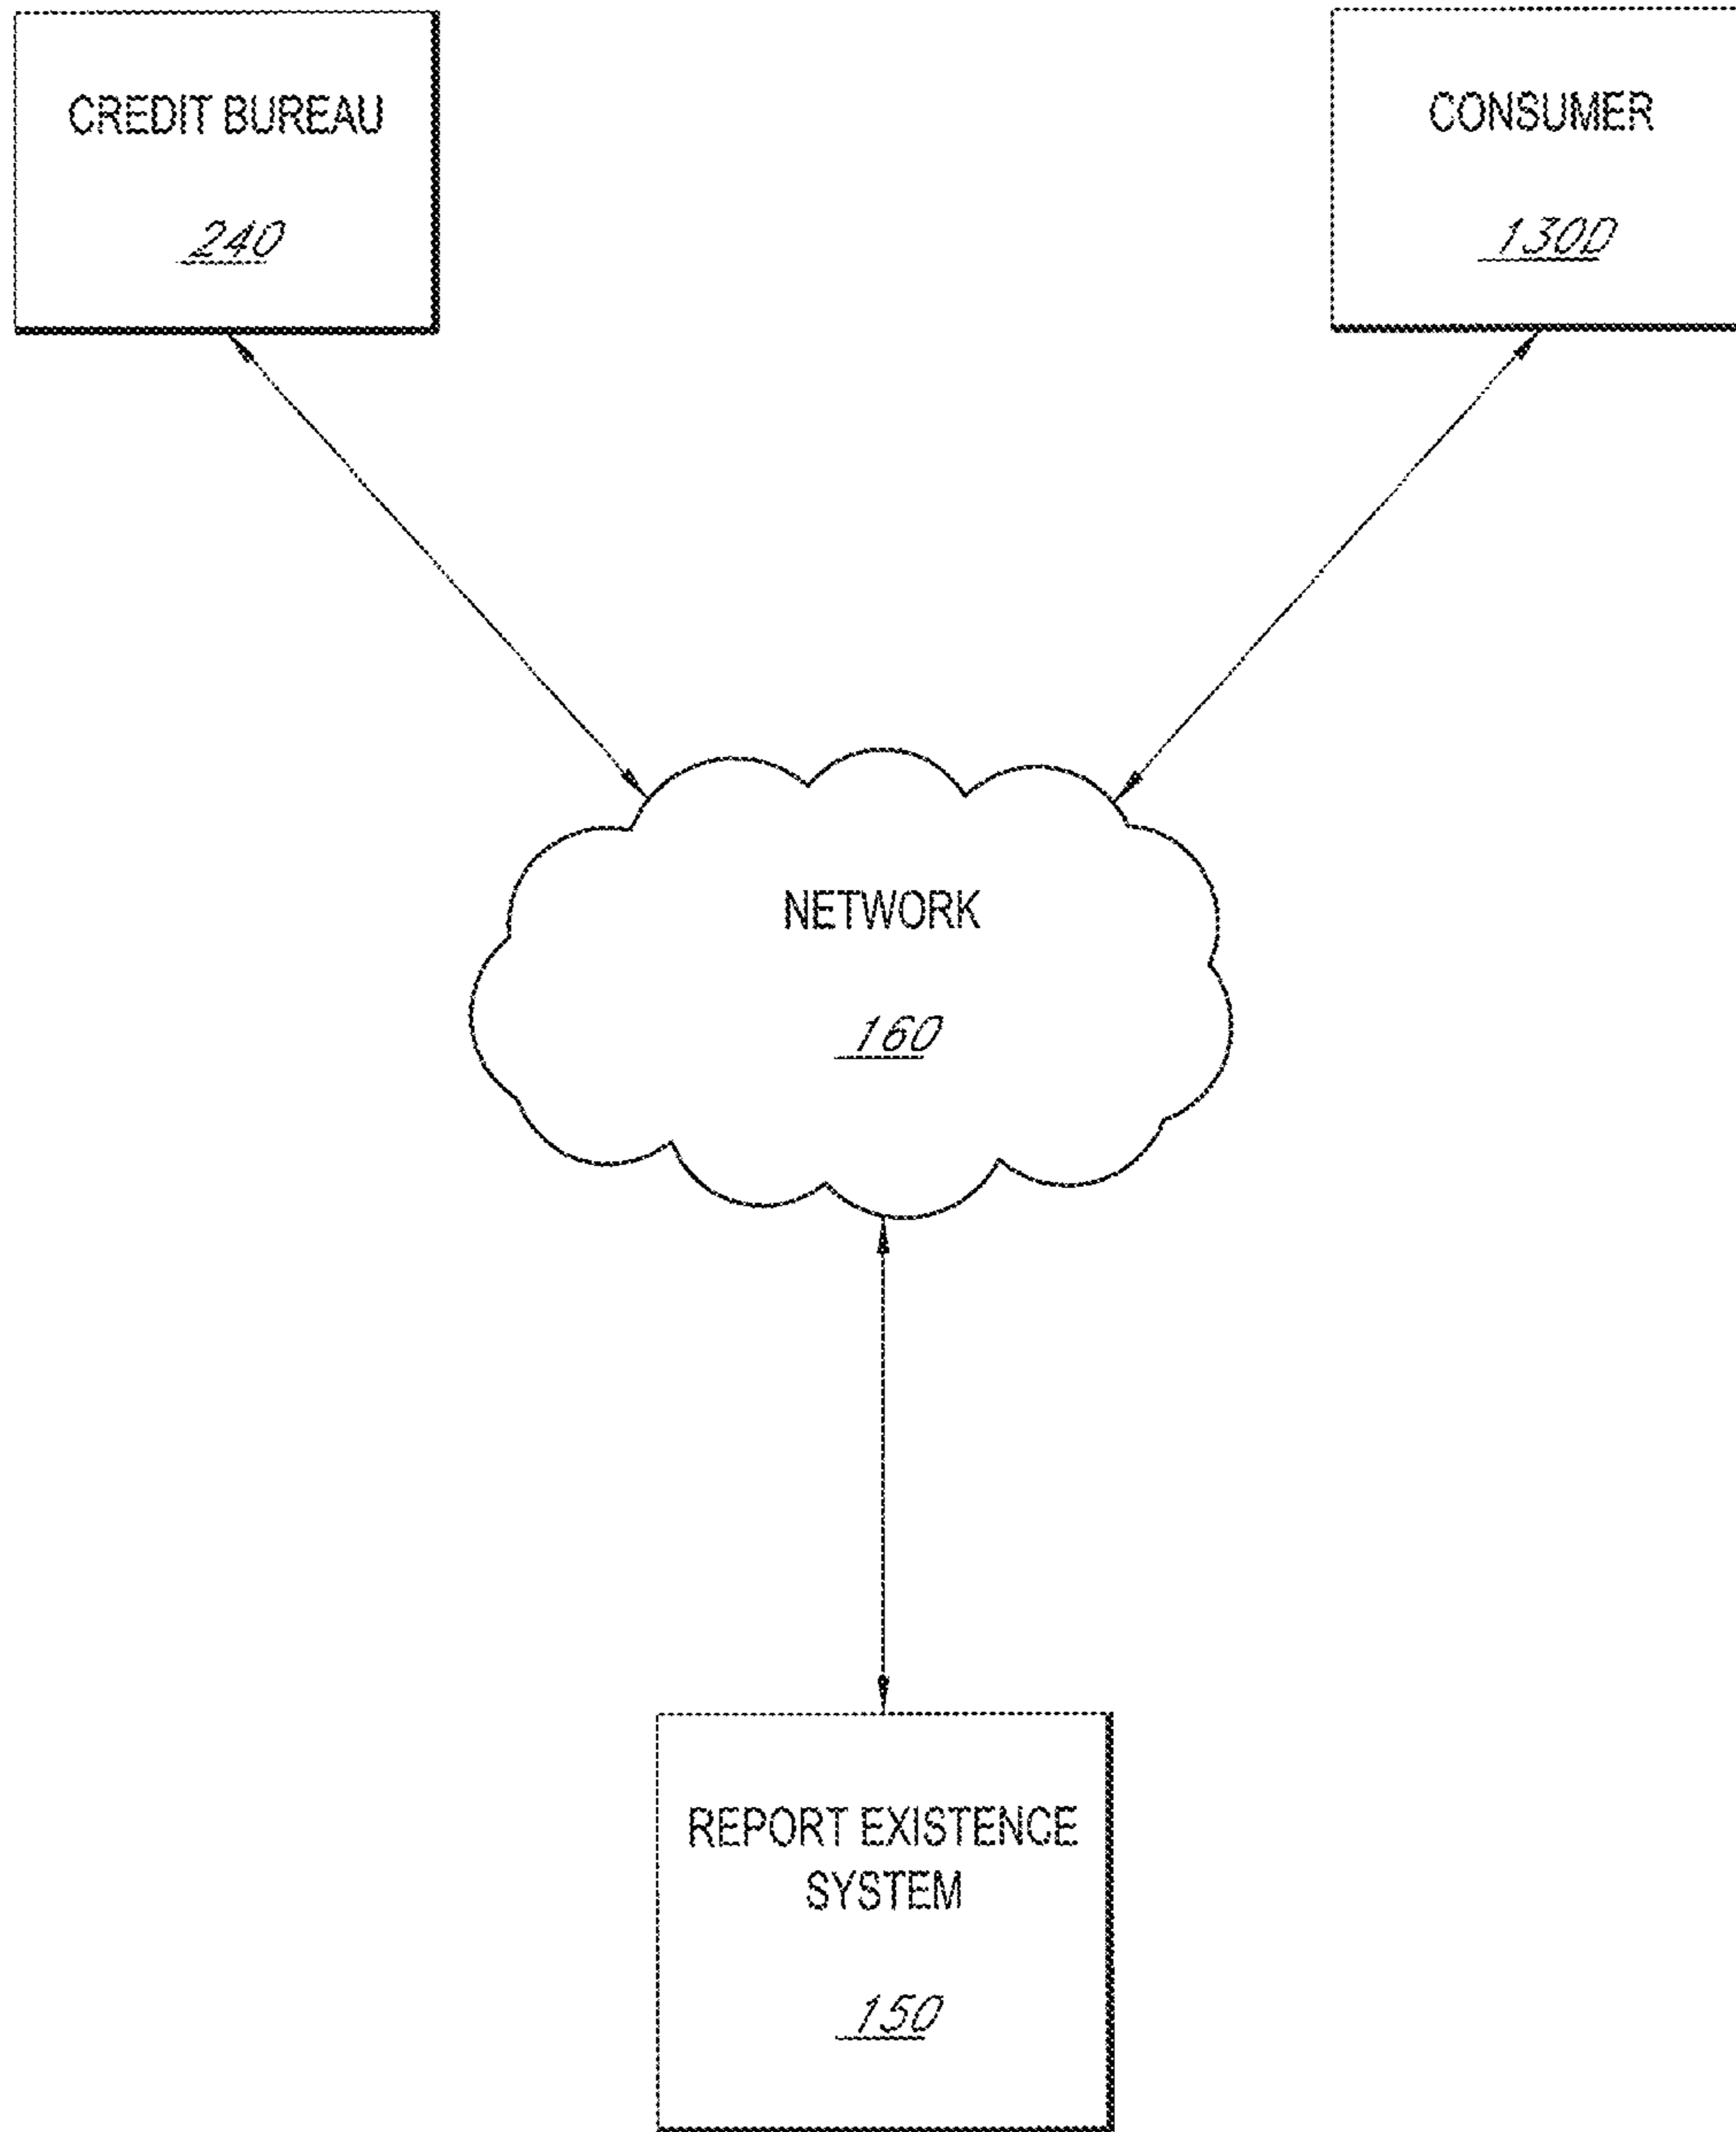 CREDIT BUREAU
240
CONSUMER
130D
NETWORK
160
REPORT EXISTENCE
SYSTEM
150